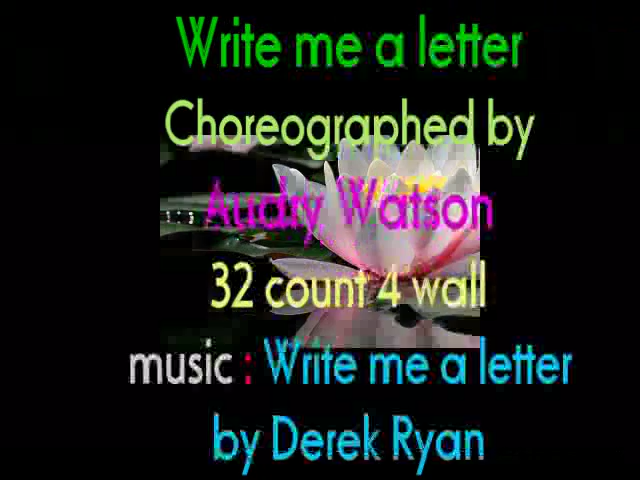 Write me a letter
Choreographed by
Audry Watson
32 count 4 wall
music : Write me a letter
by Derek Ryan